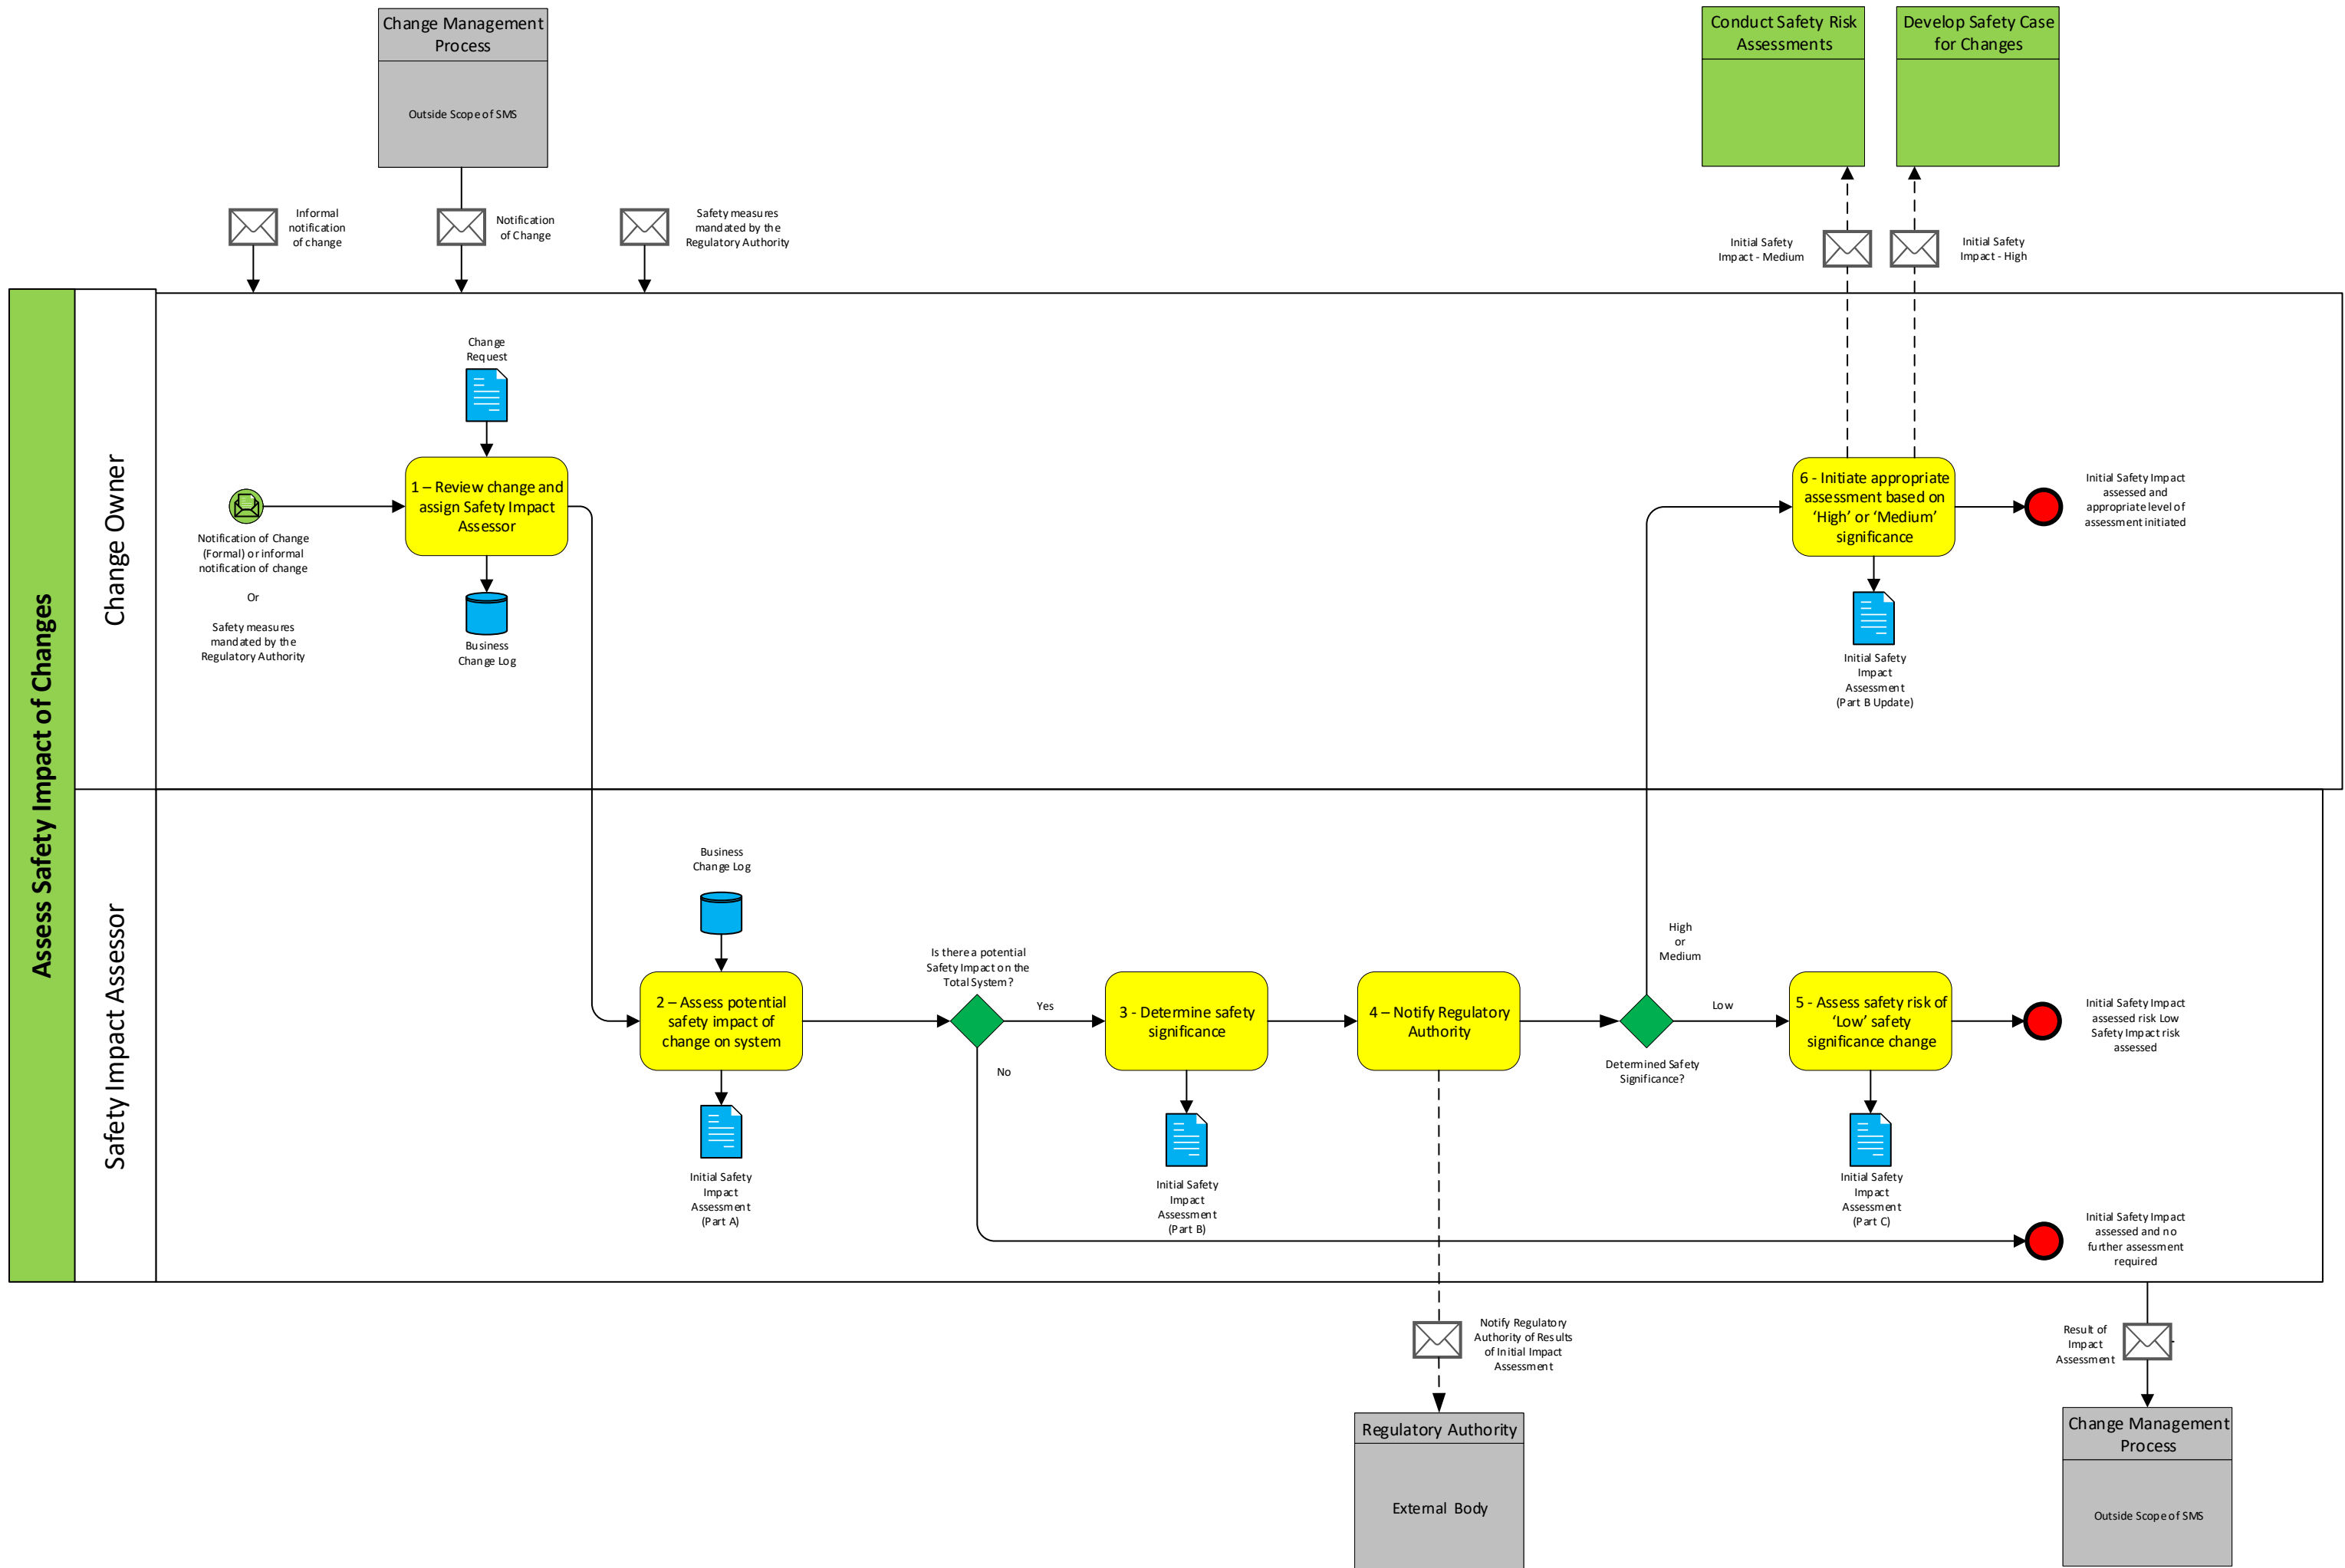 Change Management
Process
Outside Scope of SMS
Conduct Safety Risk
Assessments
Develop Safety Case
for Changes
Informal
notification
of change
Notification
of Change
Safety measures
mandated by the
Regulatory Authority
Initial Safety
Impact - Medium
Initial Safety
Impact - High
Assess Safety Impact of Changes
Change Owner
Change
Request
1 – Review change and
assign Safety Impact
Assessor
Notification of Change
(Formal) or informal
notification of change
Or
Safety measures
mandated by the
Regulatory Authority
Business
Change Log
6 - Initiate appropriate
assessment based on
‘High’ or ‘Medium’
significance
Initial Safety Impact
assessed and
appropriate level of
assessment initiated
Initial Safety
Impact
Assessment
(Part B Update)
Safety Impact Assessor
Business
Change Log
2 – Assess potential
safety impact of
change on system
Initial Safety
Impact
Assessment
(Part A)
Is there a potential
Safety Impact on the
Total System?
Yes
No
3 - Determine safety
significance
Initial Safety
Impact
Assessment
(Part B)
4 – Notify Regulatory
Authority
High
or
Medium
Low
Determined Safety
Significance?
5 - Assess safety risk of
‘Low’ safety
significance change
Initial Safety
Impact
Assessment
(Part C)
Initial Safety Impact
assessed risk Low
Safety Impact risk
assessed
Initial Safety Impact
assessed and no
further assessment
required
Notify Regulatory
Authority of Results
of Initial Impact
Assessment
Regulatory Authority
External Body
Result of
Impact
Assessment
Change Management
Process
Outside Scope of SMS